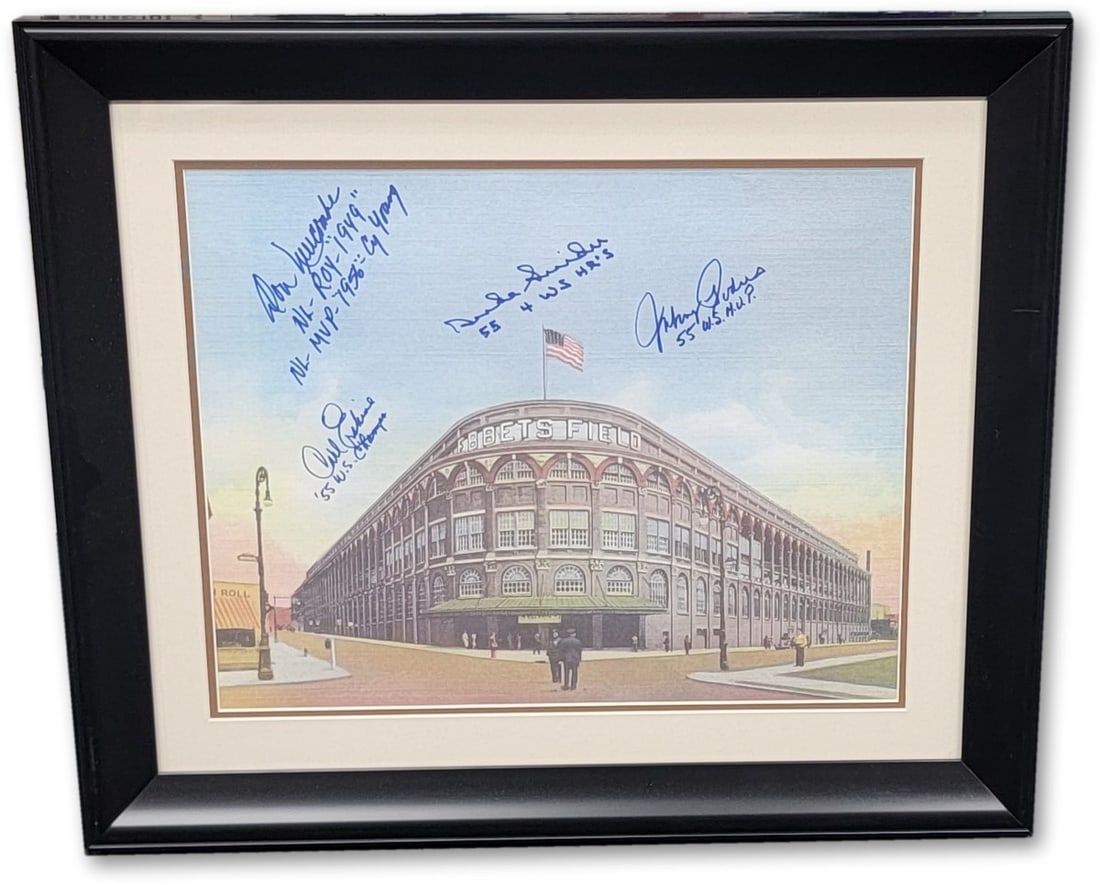 Don Newcombe
NL-ROY-1949"
NL-MVP-1956-Cy Young
Duke Snider
55 4 WS HR'S
Johnny Podres
55 W.S. M.V.P.
Carl Erskine
'55 W.S. Champs
EBBETS FIELD
ROLL